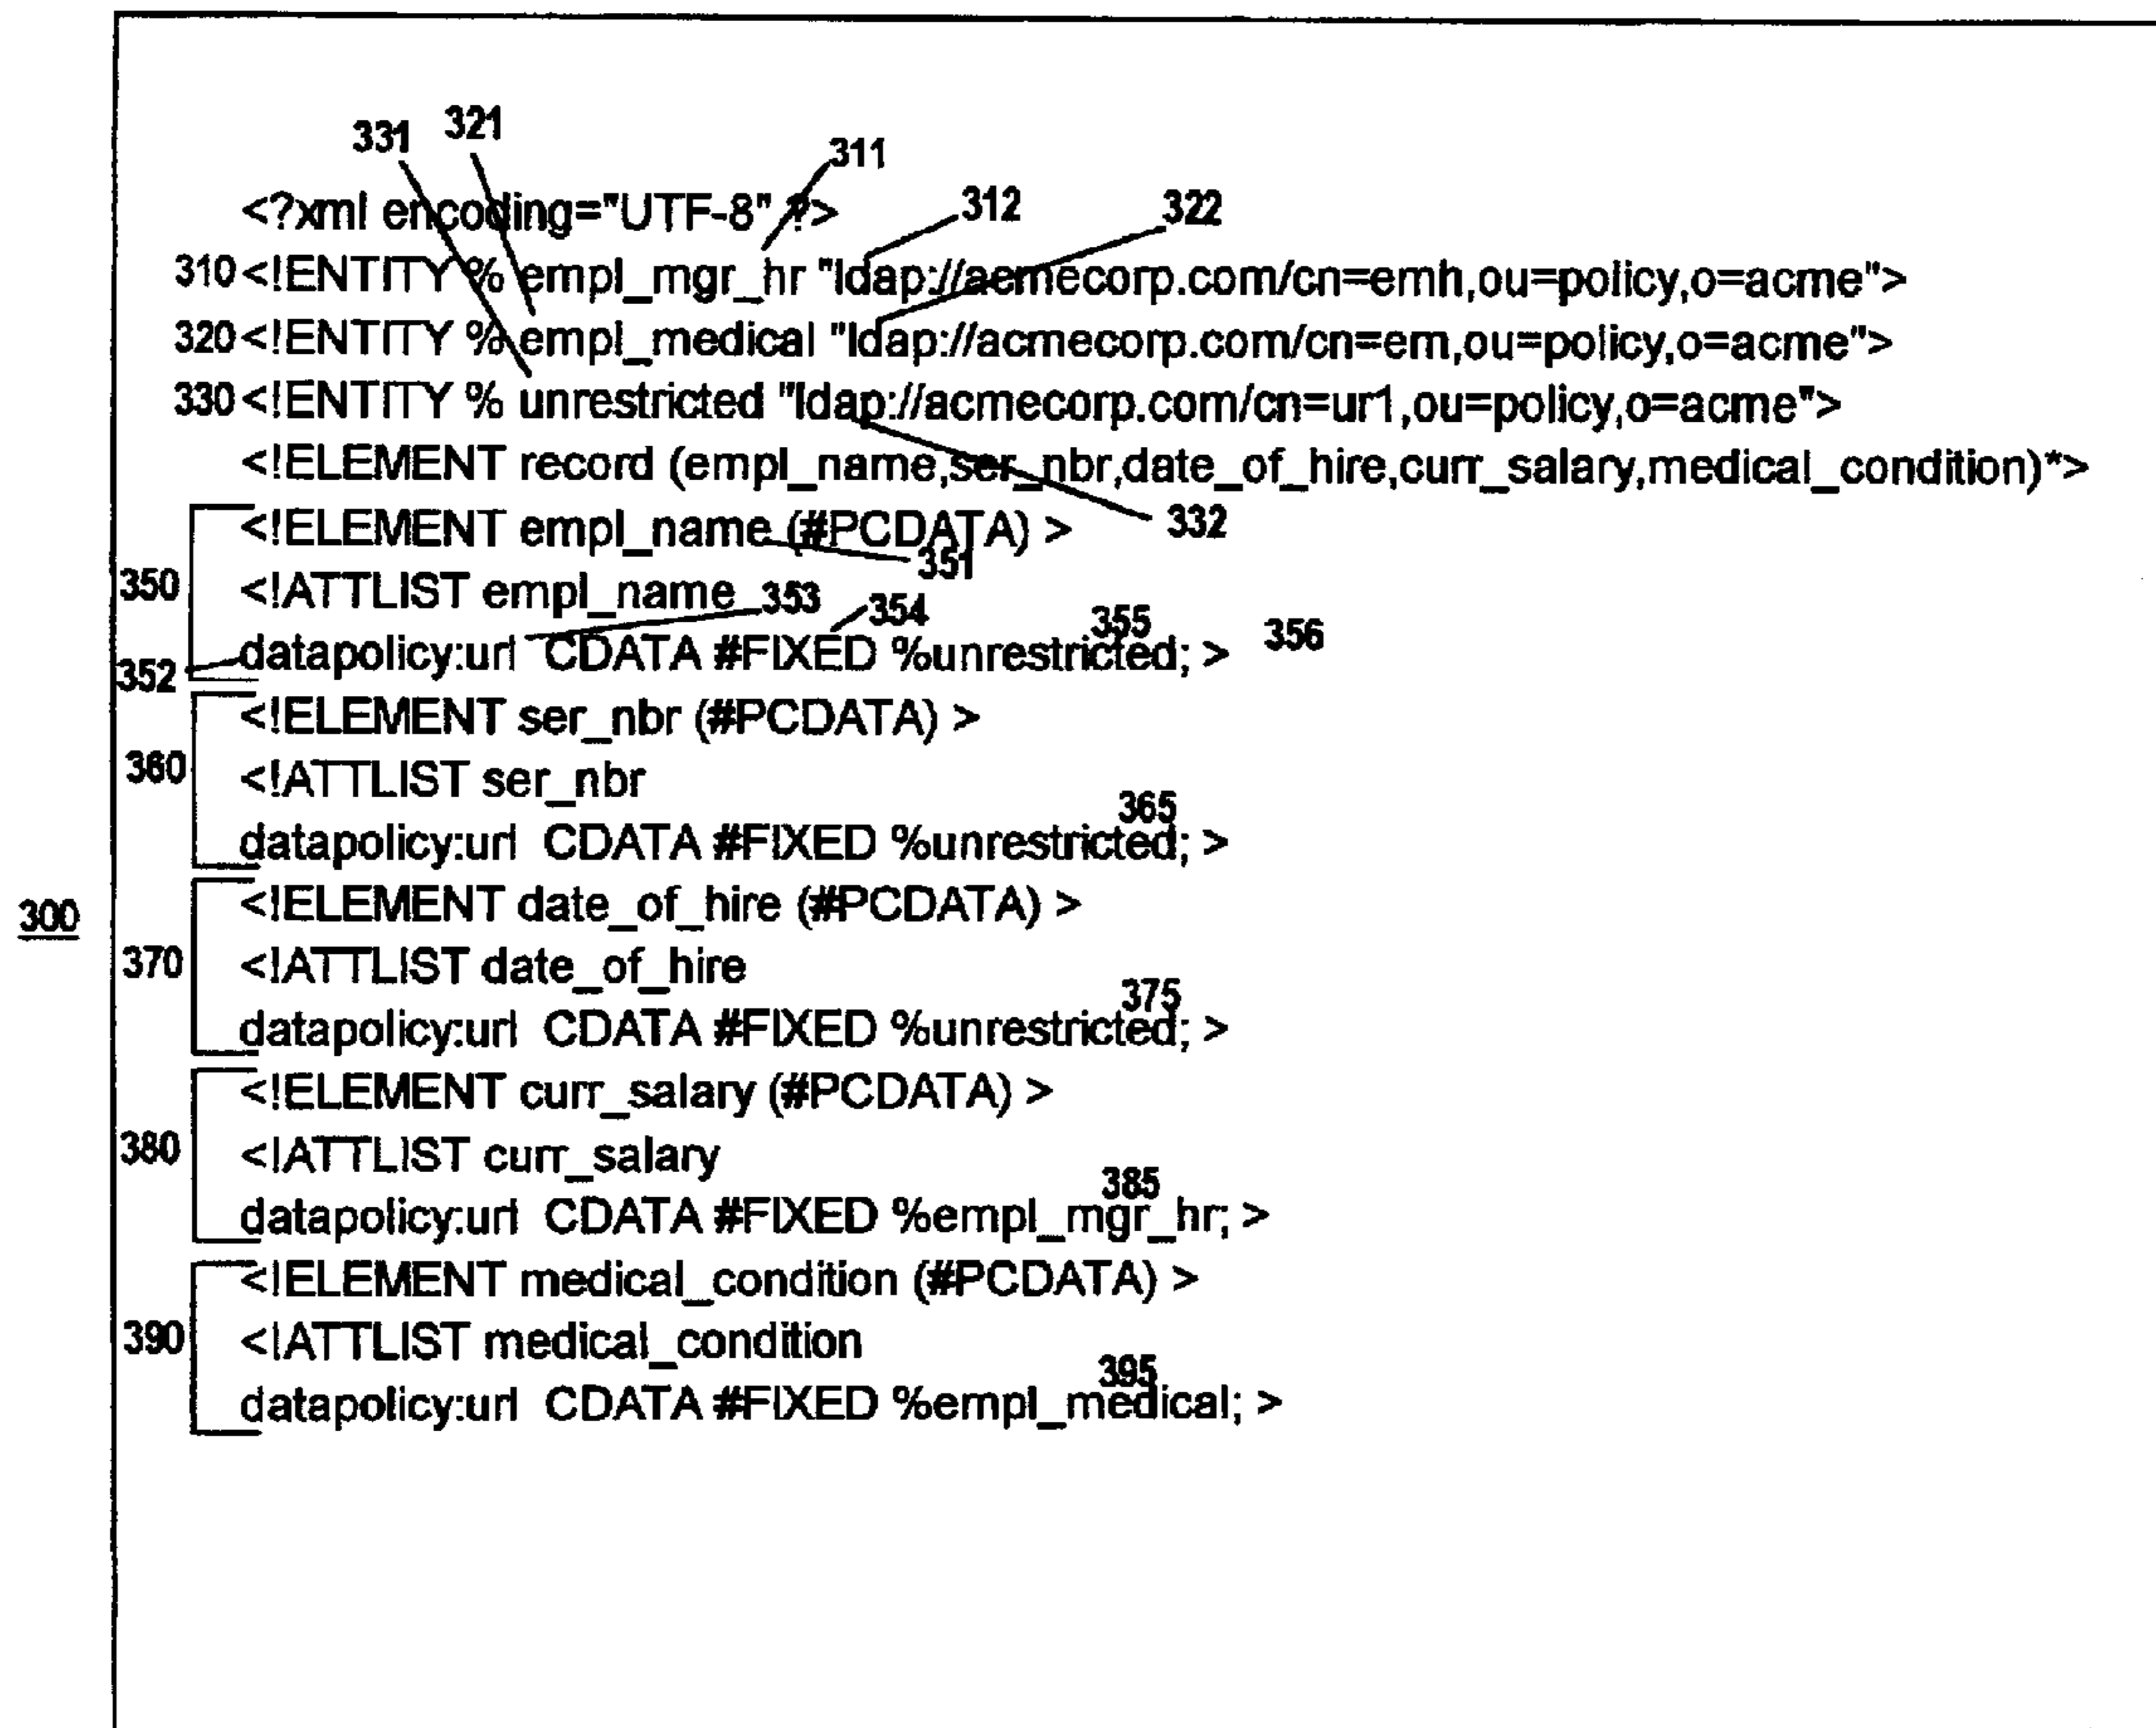 331 321 311
<?xml encoding="UTF-8" ?> 312 322
310 <!ENTITY % empl_mgr_hr "ldap://acmecorp.com/cn=emh,ou=policy,o=acme">
320 <!ENTITY % empl_medical "ldap://acmecorp.com/cn=em,ou=policy,o=acme">
330 <!ENTITY % unrestricted "ldap://acmecorp.com/cn=ur1,ou=policy,o=acme">
<!ELEMENT record (empl_name,ser_nbr,date_of_hire,curr_salary,medical_condition)*>
<!ELEMENT empl_name (#PCDATA) > 332
351
350 <!ATTLIST empl_name 353 354 355
352 datapolicy:url CDATA #FIXED %unrestricted; > 356
<!ELEMENT ser_nbr (#PCDATA) >
360 <!ATTLIST ser_nbr
365
datapolicy:url CDATA #FIXED %unrestricted; >
<!ELEMENT date_of_hire (#PCDATA) >
300
370 <!ATTLIST date_of_hire
375
datapolicy:url CDATA #FIXED %unrestricted; >
<!ELEMENT curr_salary (#PCDATA) >
380 <!ATTLIST curr_salary
385
datapolicy:url CDATA #FIXED %empl_mgr_hr; >
<!ELEMENT medical_condition (#PCDATA) >
390 <!ATTLIST medical_condition
395
datapolicy:url CDATA #FIXED %empl_medical; >